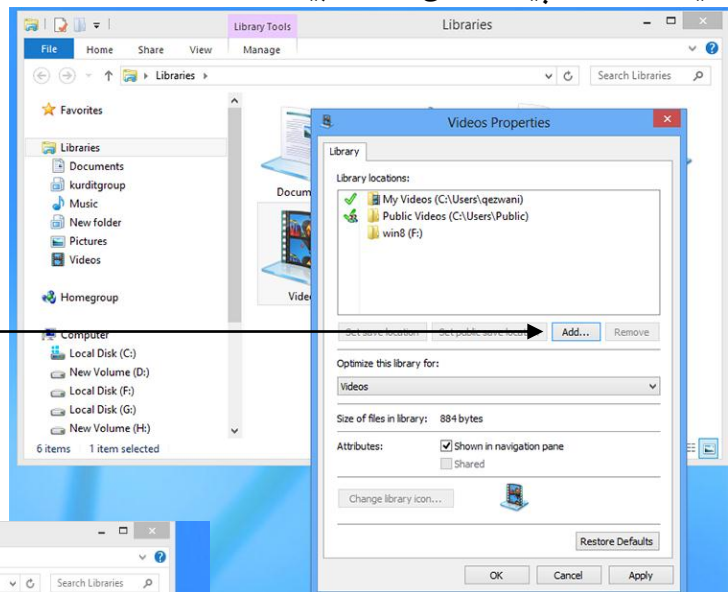 Library Tools
Libraries
File
Home
Share
View
Manage
Libraries
Search Libraries
Favorites
Libraries
Documents
kurditgroup
Music
New folder
Pictures
Videos
Homegroup
Computer
Local Disk (C:)
New Volume (D:)
Local Disk (F:)
Local Disk (G:)
New Volume (H:)
6 items 1 item selected
Videos Properties
Library
Library locations:
My Videos (C:\Users\qezwani)
Public Videos (C:\Users\Public)
win8 (F:)
Add...
Remove
Optimize this library for:
Videos
Size of files in library: 884 bytes
Attributes:
Shown in navigation pane
Shared
Change library icon...
Restore Defaults
OK
Cancel
Apply
Search Libraries